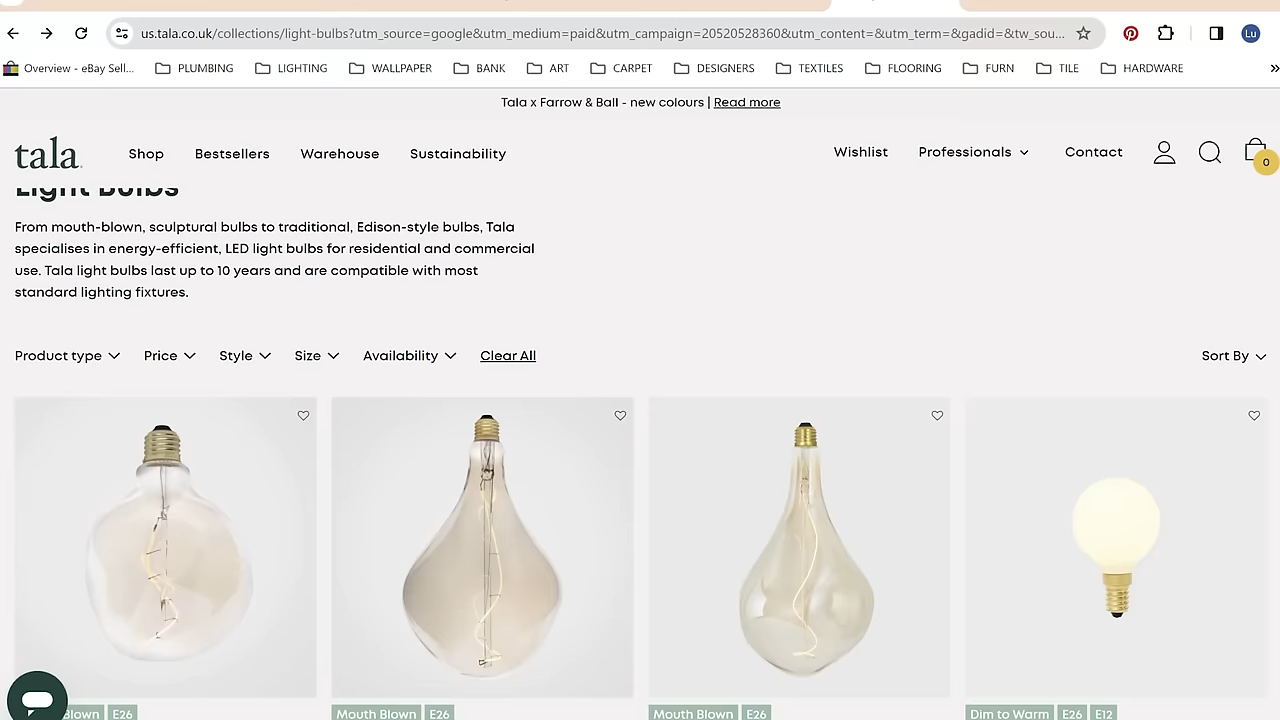 us.tala.co.uk/collections/light-bulbs?utm_source=google&utm_medium=paid&utm_campaign=20520528360&utm_content=&utm_term=&gadid=&tw_sou...
Lu
Overview - eBay Sell... PLUMBING LIGHTING WALLPAPER BANK ART CARPET DESIGNERS TEXTILES FLOORING FURN TILE HARDWARE »
Tala x Farrow & Ball - new colours | Read more
tala Shop Bestsellers Warehouse Sustainability Wishlist Professionals Contact 0
Light Bulbs
From mouth-blown, sculptural bulbs to traditional, Edison-style bulbs, Tala
specialises in energy-efficient, LED light bulbs for residential and commercial
use. Tala light bulbs last up to 10 years and are compatible with most
standard lighting fixtures.
Product type Price Style Size Availability Clear All Sort By
Blown E26 Mouth Blown E26 Mouth Blown E26 Dim to Warm E26 E12